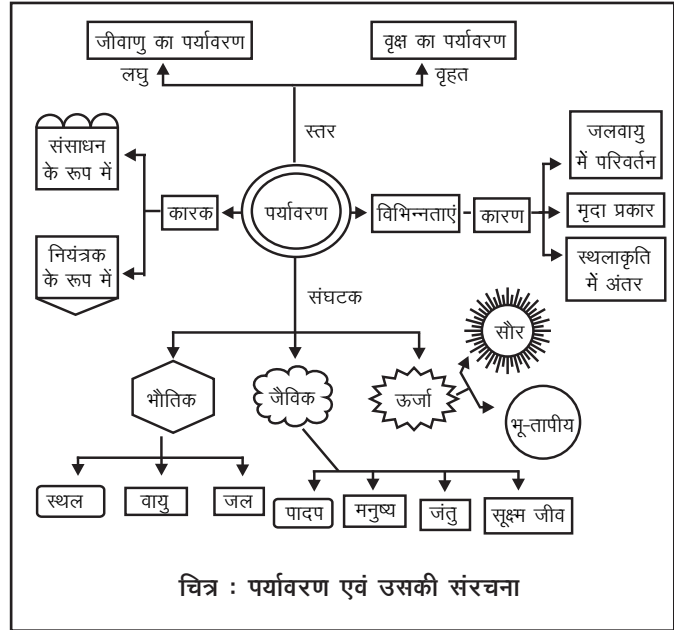 जीवाणु का पर्यावरण
वृक्ष का पर्यावरण
लघु
वृहत
स्तर
संसाधन
के रूप में
जलवायु
में परिवर्तन
कारक
पर्यावरण
विभिन्नताएं
कारण
मृदा प्रकार
नियंत्रक
के रूप में
स्थलाकृति
में अंतर
संघटक
सौर
भौतिक
जैविक
ऊर्जा
भू-तापीय
स्थल
वायु
जल
पादप
मनुष्य
जंतु
सूक्ष्म जीव
चित्र : पर्यावरण एवं उसकी संरचना